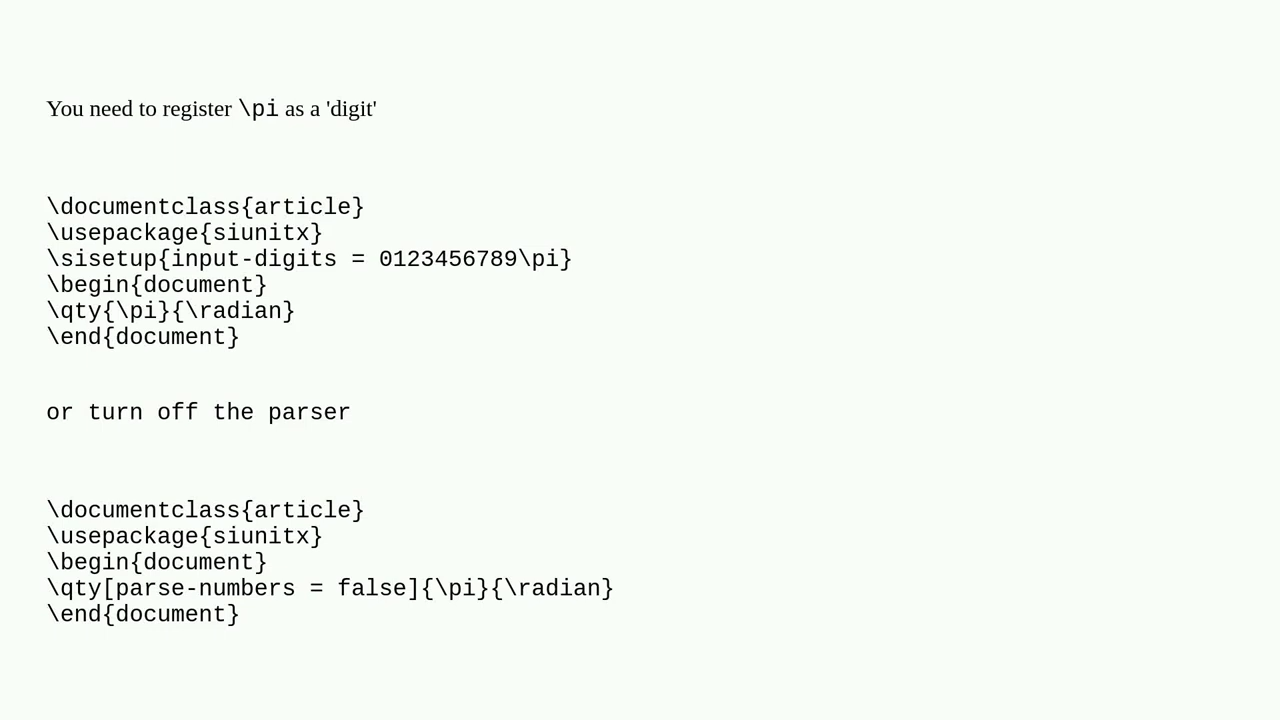 You need to register \pi as a 'digit'
\documentclass{article}
\usepackage{siunitx}
\sisetup{input-digits = 0123456789\pi}
\begin{document}
\qty{\pi}{\radian}
\end{document}
or turn off the parser
\documentclass{article}
\usepackage{siunitx}
\begin{document}
\qty[parse-numbers = false]{\pi}{\radian}
\end{document}